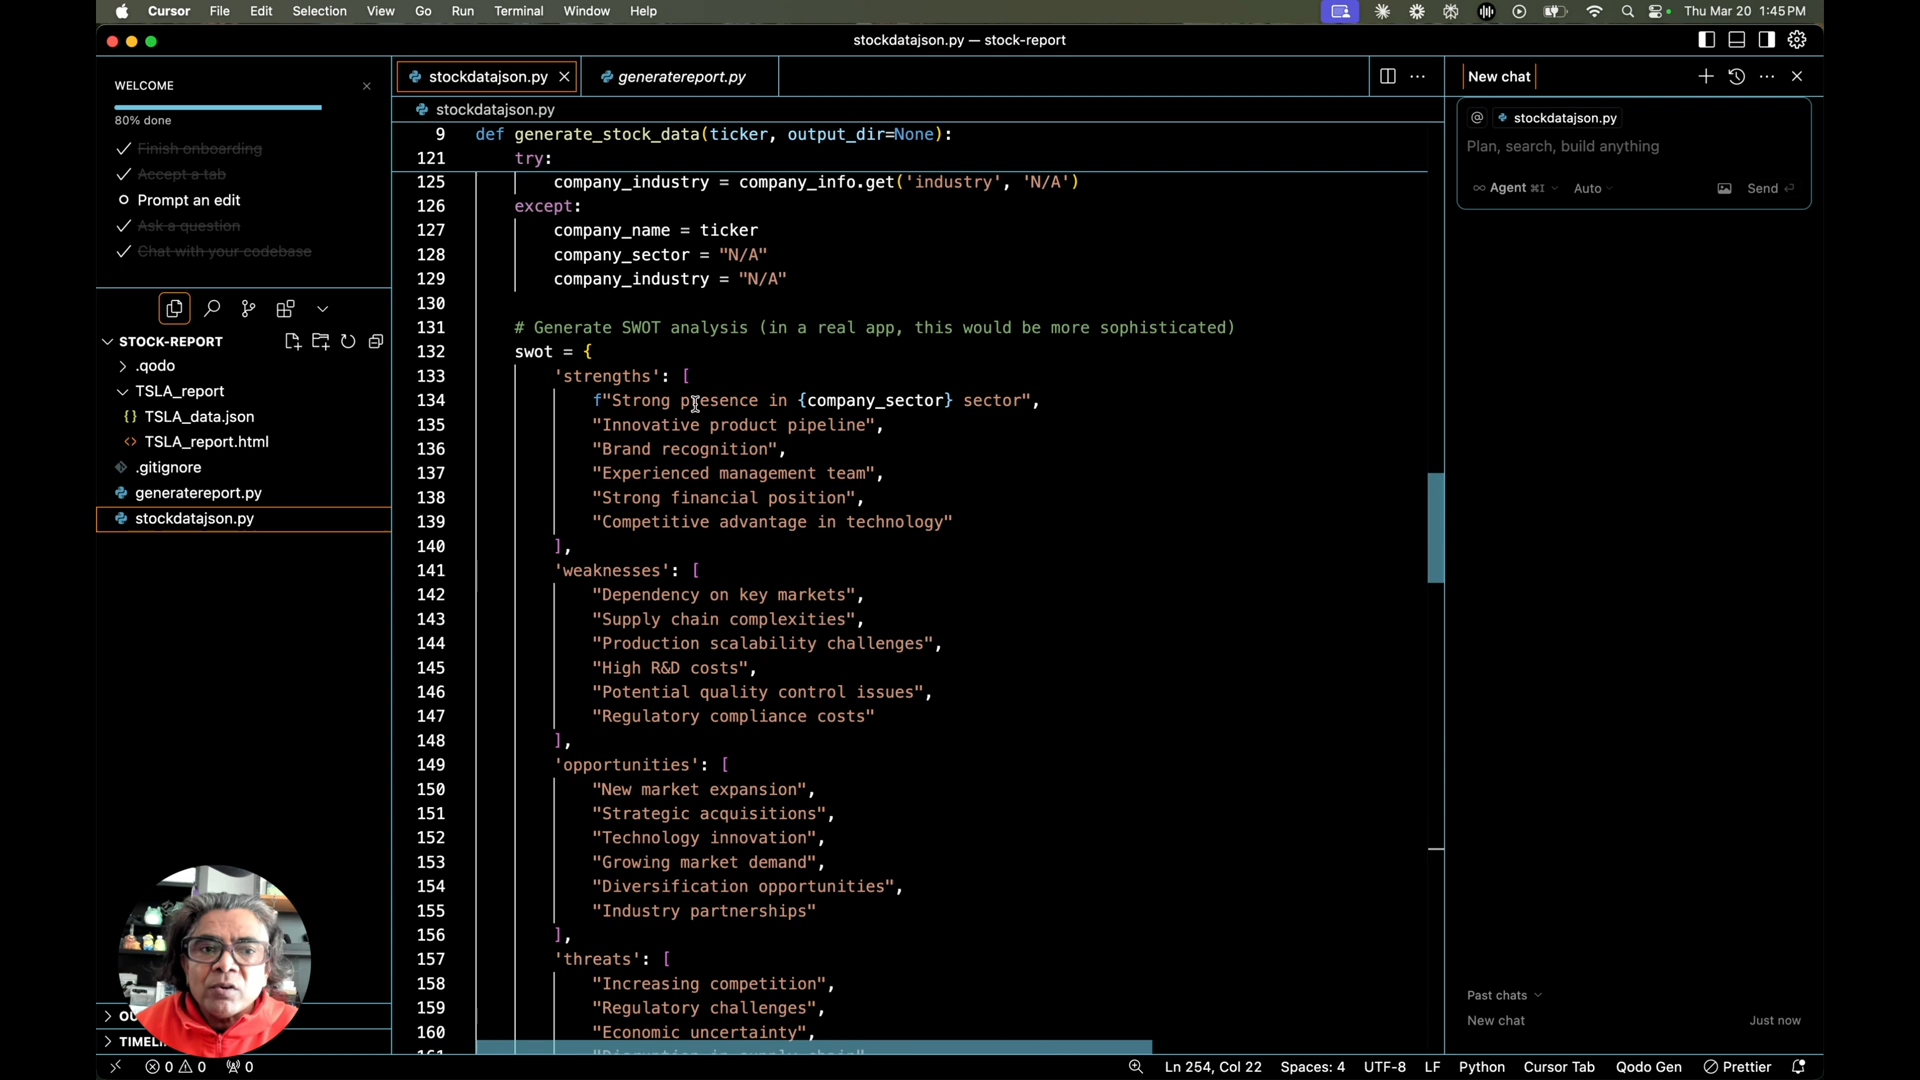 Cursor File Edit Selection View Go Run Terminal Window Help
Thu Mar 20 1:45 PM
stockdatajson.py — stock-report
WELCOME
80% done
Finish onboarding
Accept a tab
Prompt an edit
Ask a question
Chat with your codebase
STOCK-REPORT
.qodo
TSLA_report
{} TSLA_data.json
<> TSLA_report.html
.gitignore
generatereport.py
stockdatajson.py
TIMELI
stockdatajson.py
generatereport.py
stockdatajson.py
9 def generate_stock_data(ticker, output_dir=None):
121 try:
125 company_industry = company_info.get('industry', 'N/A')
126 except:
127 company_name = ticker
128 company_sector = "N/A"
129 company_industry = "N/A"
130
131 # Generate SWOT analysis (in a real app, this would be more sophisticated)
132 swot = {
133 'strengths': [
134 f"Strong presence in {company_sector} sector",
135 "Innovative product pipeline",
136 "Brand recognition",
137 "Experienced management team",
138 "Strong financial position",
139 "Competitive advantage in technology"
140 ],
141 'weaknesses': [
142 "Dependency on key markets",
143 "Supply chain complexities",
144 "Production scalability challenges",
145 "High R&D costs",
146 "Potential quality control issues",
147 "Regulatory compliance costs"
148 ],
149 'opportunities': [
150 "New market expansion",
151 "Strategic acquisitions",
152 "Technology innovation",
153 "Growing market demand",
154 "Diversification opportunities",
155 "Industry partnerships"
156 ],
157 'threats': [
158 "Increasing competition",
159 "Regulatory challenges",
160 "Economic uncertainty",
New chat
@ stockdatajson.py
Plan, search, build anything
∞ Agent ⌘I Auto Send
Past chats
New chat Just now
0 0 0
Ln 254, Col 22 Spaces: 4 UTF-8 LF Python Cursor Tab Qodo Gen Prettier